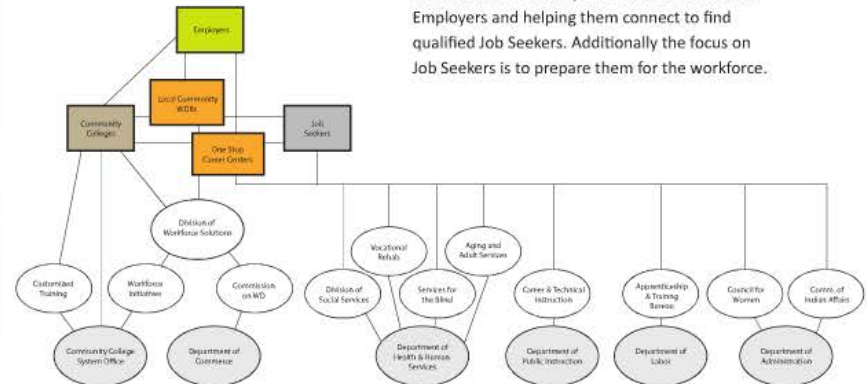 Employers and helping them connect to find
qualified Job Seekers. Additionally the focus on
Job Seekers is to prepare them for the workforce.
Employers
Local Community
WDBs
Community
Colleges
Job
Seekers
One Stop
Career Centers
Division of
Workforce Solutions
Vocational
Rehab
Aging and
Adult Services
Customized
Training
Workforce
Initiatives
Commission
on WD
Division of
Social Services
Services for
the Blind
Career & Technical
Instruction
Apprenticeship
& Training
Bureau
Council for
Women
Comm. of
Indian Affairs
Community College
System Office
Department of
Commerce
Department of
Health & Human
Services
Department of
Public Instruction
Department of
Labor
Department of
Administration